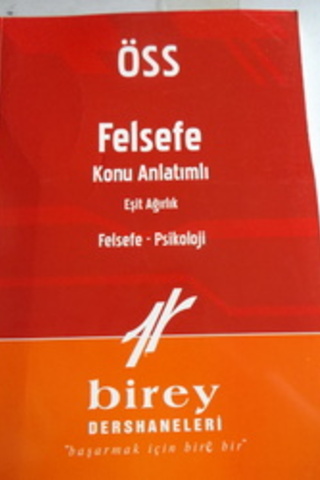 ÖSS
Felsefe
Konu Anlatımlı
Eşit Ağırlık
Felsefe - Psikoloji
birey
DERSHANELERİ
"başarmak için bire bir"